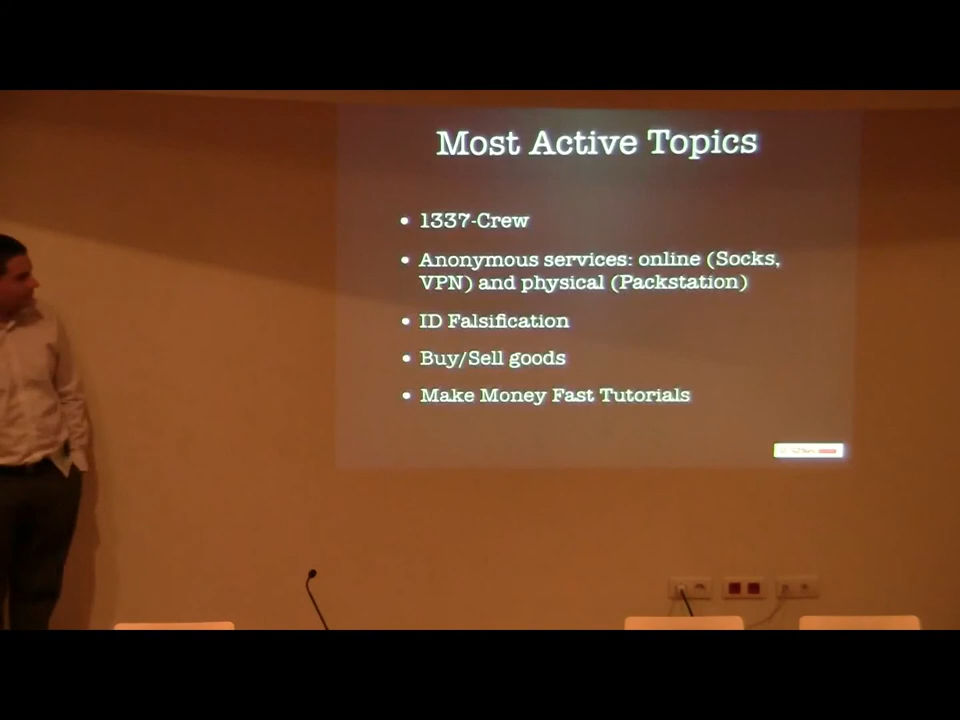 Most Active Topics
• 1337-Crew
• Anonymous services: online (Socks,
VPN) and physical (Packstation)
• ID Falsification
• Buy/Sell goods
• Make Money Fast Tutorials